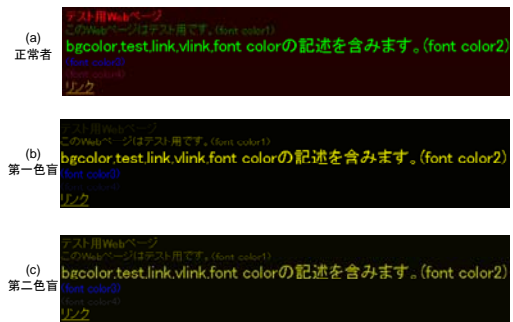 (a)
正常者
テスト用Webページ
このWebページはテスト用です。(font color1)
bgcolor,test,link,vlink,font colorの記述を含みます。(font color2)
(font color3)
(font color4)
リンク
(b)
第一色盲
テスト用Webページ
このWebページはテスト用です。(font color1)
bgcolor,test,link,vlink,font colorの記述を含みます。(font color2)
(font color3)
(font color4)
リンク
(c)
第二色盲
テスト用Webページ
このWebページはテスト用です。(font color1)
bgcolor,test,link,vlink,font colorの記述を含みます。(font color2)
(font color3)
(font color4)
リンク